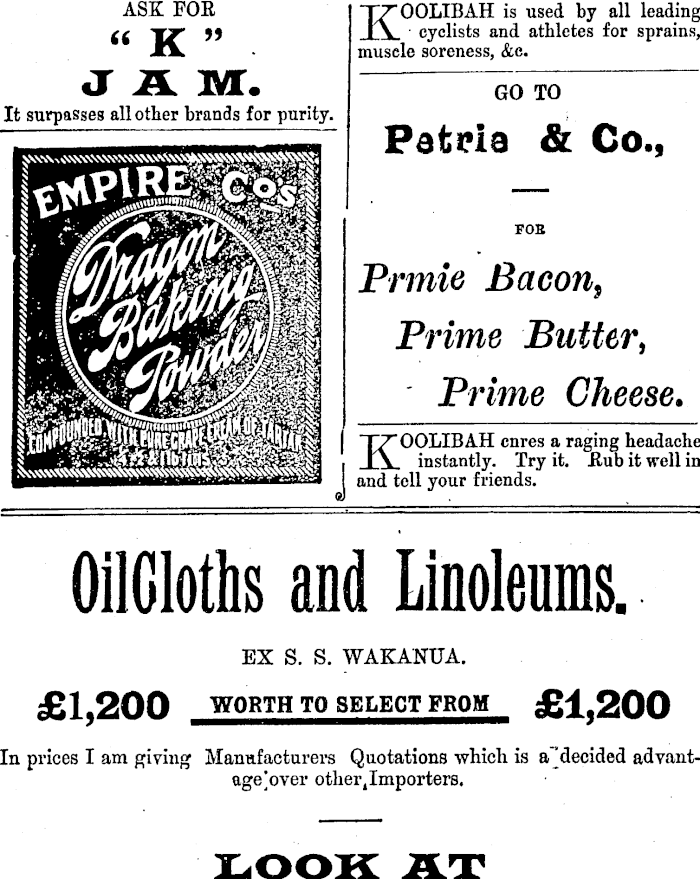 ASK FOR
“ K ”
JAM.
It surpasses all other brands for purity.
EMPIRE Cos
Dragon
Baking
Powder
COMPOUNDED WITH PURE GRAPE CREAM OF TARTAR
KOOLIBAH is used by all leading
cyclists and athletes for sprains,
muscle soreness, &c.
GO TO
Patria & Co.,
FOR
Prmie Bacon,
Prime Butter,
Prime Cheese.
KOOLIBAH cnres a raging headache
instantly. Try it. Rub it well in
and tell your friends.
OilCloths and Linoleums.
EX S. S. WAKANUA.
£1,200 WORTH TO SELECT FROM £1,200
In prices I am giving Manufacturers Quotations which is a decided advant-
age over other Importers.
LOOK AT